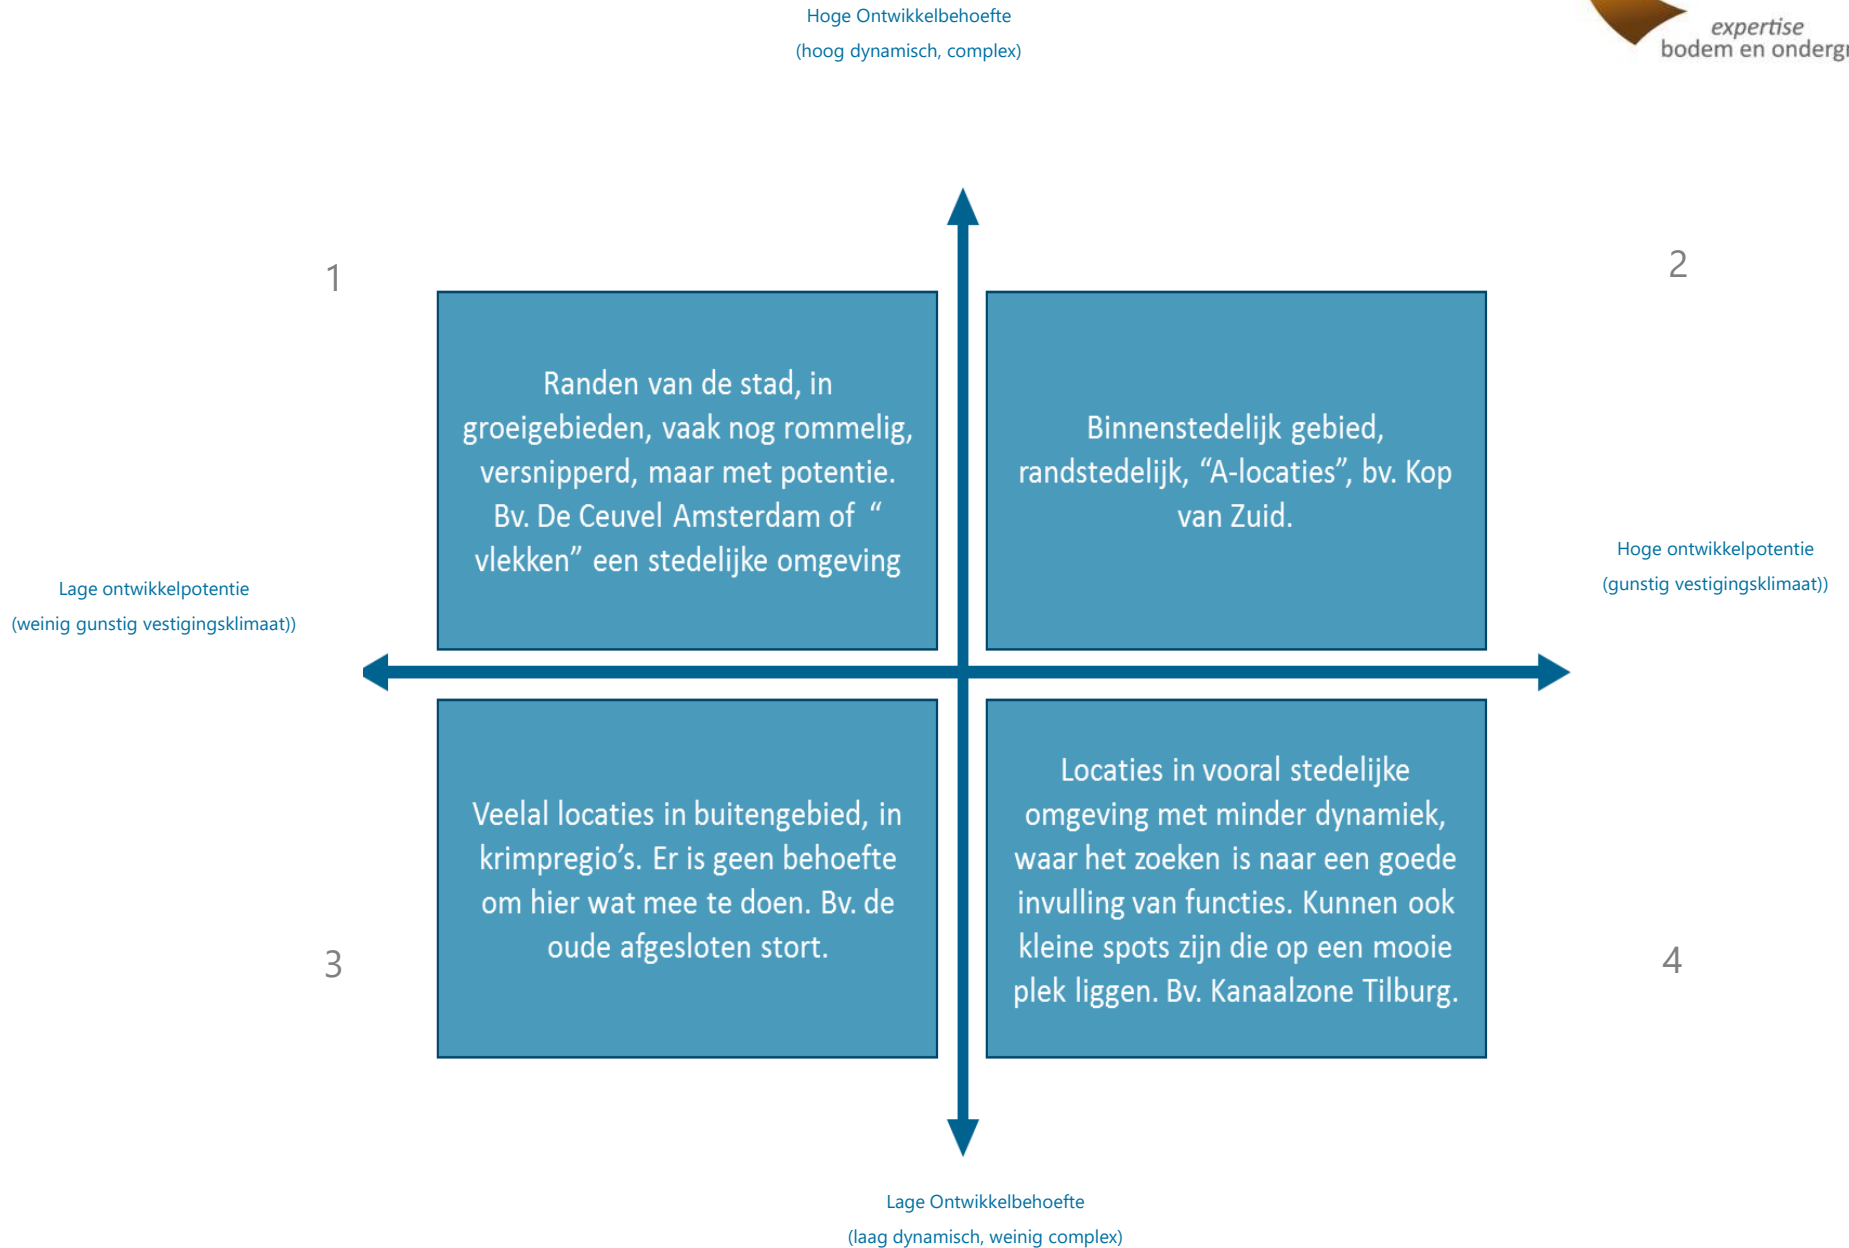 Hoge Ontwikkelbehoefte
(hoog dynamisch, complex)
expertise
bodem en
1
2
Randen van de stad, in
groeigebieden, vaak nog rommelig,
versnipperd, maar met potentie.
Bv. De Ceuvel Amsterdam of “
vlekken” een stedelijke omgeving
Binnenstedelijk gebied,
randstedelijk, “A-locaties”, bv. Kop
van Zuid.
Lage ontwikkelpotentie
(weinig gunstig vestigingsklimaat))
Hoge ontwikkelpotentie
(gunstig vestigingsklimaat))
Veelal locaties in buitengebied, in
krimpregio’s. Er is geen behoefte
om hier wat mee te doen. Bv. de
oude afgesloten stort.
Locaties in vooral stedelijke
omgeving met minder dynamiek,
waar het zoeken is naar een goede
invulling van functies. Kunnen ook
kleine spots zijn die op een mooie
plek liggen. Bv. Kanaalzone Tilburg.
3
4
Lage Ontwikkelbehoefte
(laag dynamisch, weinig complex)